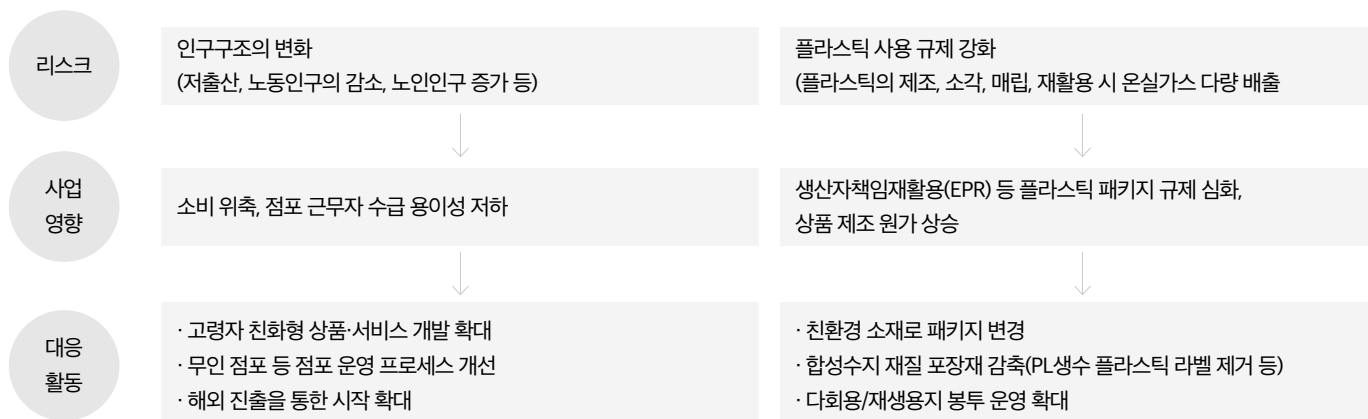 리스크
인구구조의 변화
(저출산, 노동인구의 감소, 노인인구 증가 등)
플라스틱 사용 규제 강화
(플라스틱의 제조, 소각, 매립, 재활용 시 온실가스 다량 배출
사업
영향
소비 위축, 점포 근무자 수급 용이성 저하
생산자책임재활용(EPR) 등 플라스틱 패키지 규제 심화,
상품 제조 원가 상승
대응
활동
· 고령자 친화형 상품·서비스 개발 확대
· 무인 점포 등 점포 운영 프로세스 개선
· 해외 진출을 통한 시작 확대
· 친환경 소재로 패키지 변경
· 합성수지 재질 포장재 감축(PL생수 플라스틱 라벨 제거 등)
· 다회용/재생용지 봉투 운영 확대